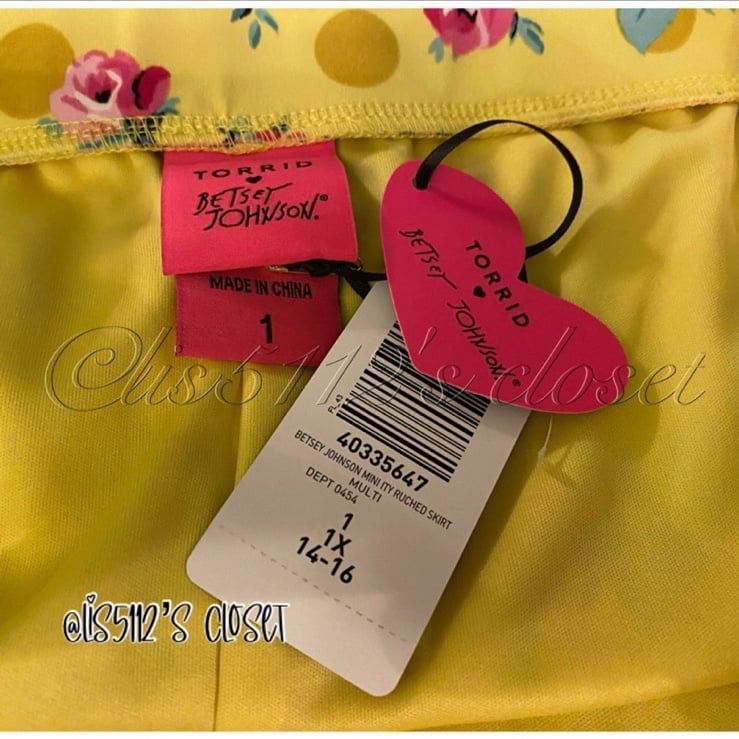 TORRID
BETSEY
JOHNSON®
MADE IN CHINA
1
TORRID
BETSEY JOHNSON®
40335647
BETSEY JOHNSON MINI ITY RUCHED SKIRT
MULTI
DEPT 0454
1
1X
14-16
@lis5112's closet
@LIS5112'S CLOSET